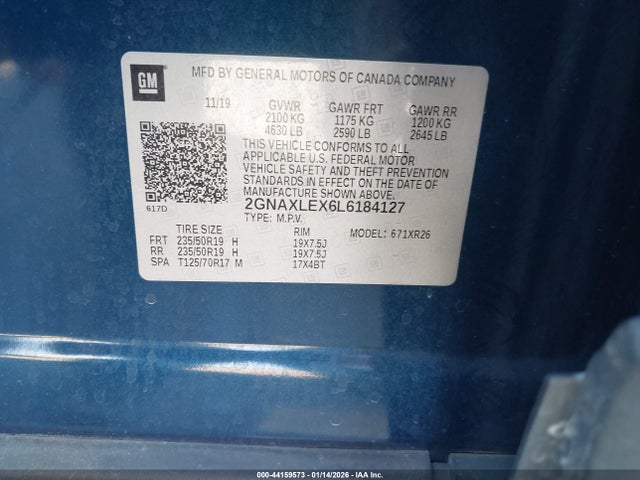 GM
MFD BY GENERAL MOTORS OF CANADA COMPANY
11/19 GVWR GAWR FRT GAWR RR
2100 KG 1175 KG 1200 KG
4630 LB 2590 LB 2645 LB
THIS VEHICLE CONFORMS TO ALL
APPLICABLE U.S. FEDERAL MOTOR
VEHICLE SAFETY AND THEFT PREVENTION
STANDARDS IN EFFECT ON THE DATE OF
MANUFACTURE SHOWN ABOVE.
617D 2GNAXLEX6L6184127
TYPE: M.P.V.
TIRE SIZE RIM MODEL: 671XR26
FRT 235/50R19 H 19X7.5J
RR 235/50R19 H 19X7.5J
SPA T125/70R17 M 17X4BT
000-44159573 - 01/14/2026 - IAA Inc.